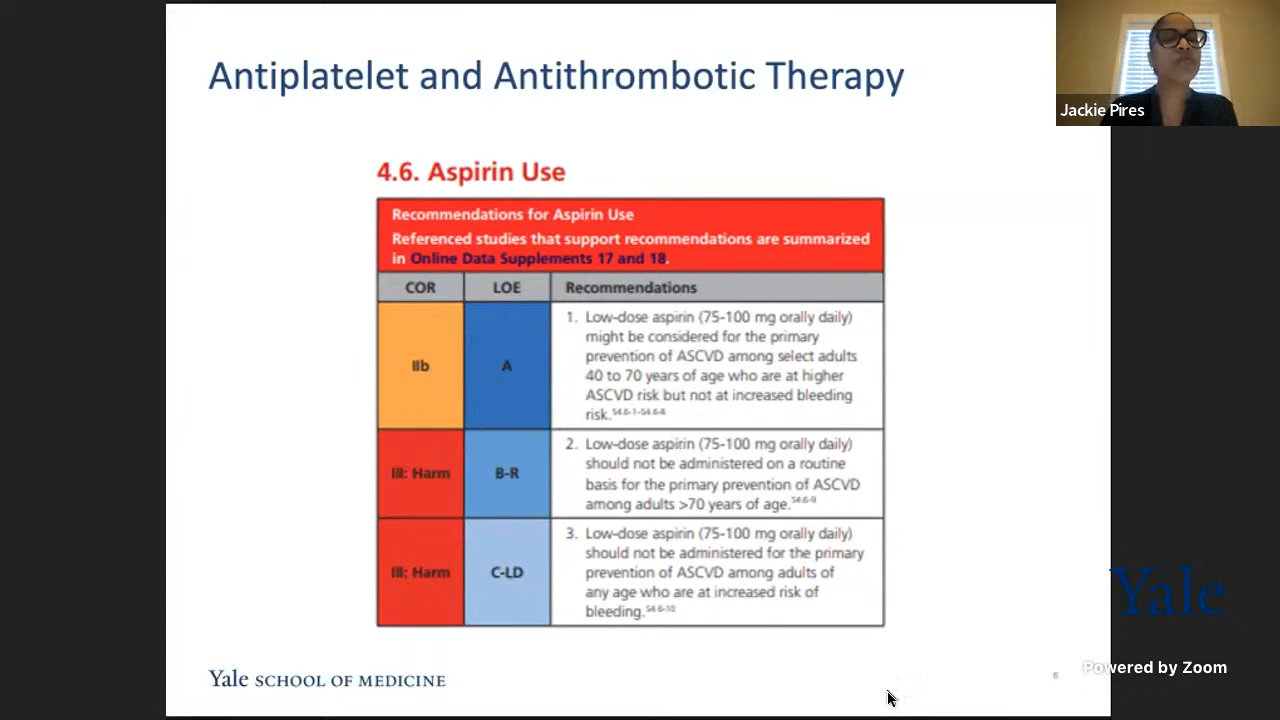 Antiplatelet and Antithrombotic Therapy
Jackie Pires
4.6. Aspirin Use
Recommendations for Aspirin Use
Referenced studies that support recommendations are summarized
in Online Data Supplements 17 and 18.
COR LOE Recommendations
IIb A
1. Low-dose aspirin (75-100 mg orally daily)
might be considered for the primary
prevention of ASCVD among select adults
40 to 70 years of age who are at higher
ASCVD risk but not at increased bleeding
risk.S4.6-1–S4.6-8
III: Harm B-R
2. Low-dose aspirin (75-100 mg orally daily)
should not be administered on a routine
basis for the primary prevention of ASCVD
among adults >70 years of age.S4.6-9
III: Harm C-LD
3. Low-dose aspirin (75-100 mg orally daily)
should not be administered for the primary
prevention of ASCVD among adults of
any age who are at increased risk of
bleeding.S4.6-10
Yale
Yale SCHOOL OF MEDICINE
6
Powered by Zoom